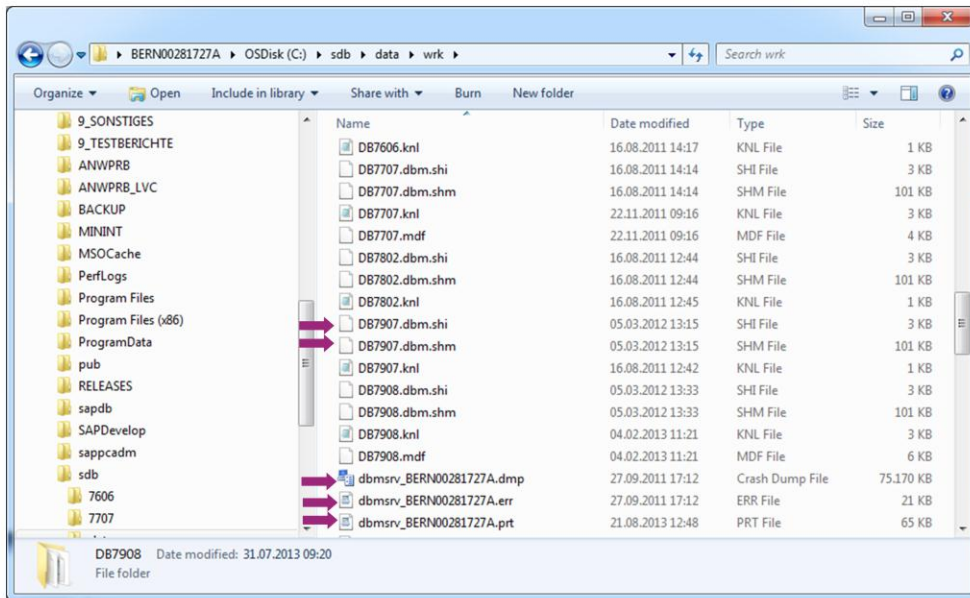 BERN00281727A ▸ OSDisk (C:) ▸ sdb ▸ data ▸ wrk ▸ Search wrk
Organize Open Include in library Share with Burn New folder
9_SONSTIGES
9_TESTBERICHTE
ANWPRB
ANWPRB_LVC
BACKUP
MININT
MSOCache
PerfLogs
Program Files
Program Files (x86)
ProgramData
pub
RELEASES
sapdb
SAPDevelop
sappcadm
sdb
7606
7707
Name Date modified Type Size
DB7606.knl 16.08.2011 14:17 KNL File 1 KB
DB7707.dbm.shi 16.08.2011 14:14 SHI File 3 KB
DB7707.dbm.shm 16.08.2011 14:14 SHM File 101 KB
DB7707.knl 22.11.2011 09:16 KNL File 3 KB
DB7707.mdf 22.11.2011 09:16 MDF File 4 KB
DB7802.dbm.shi 16.08.2011 12:44 SHI File 3 KB
DB7802.dbm.shm 16.08.2011 12:44 SHM File 101 KB
DB7802.knl 16.08.2011 12:45 KNL File 1 KB
DB7907.dbm.shi 05.03.2012 13:15 SHI File 3 KB
DB7907.dbm.shm 05.03.2012 13:15 SHM File 101 KB
DB7907.knl 16.08.2011 12:42 KNL File 1 KB
DB7908.dbm.shi 05.03.2012 13:33 SHI File 3 KB
DB7908.dbm.shm 05.03.2012 13:33 SHM File 101 KB
DB7908.knl 04.02.2013 11:21 KNL File 3 KB
DB7908.mdf 04.02.2013 11:21 MDF File 6 KB
dbmsrv_BERN00281727A.dmp 27.09.2011 17:12 Crash Dump File 75.170 KB
dbmsrv_BERN00281727A.err 27.09.2011 17:12 ERR File 21 KB
dbmsrv_BERN00281727A.prt 21.08.2013 12:48 PRT File 65 KB
DB7908 Date modified: 31.07.2013 09:20
File folder